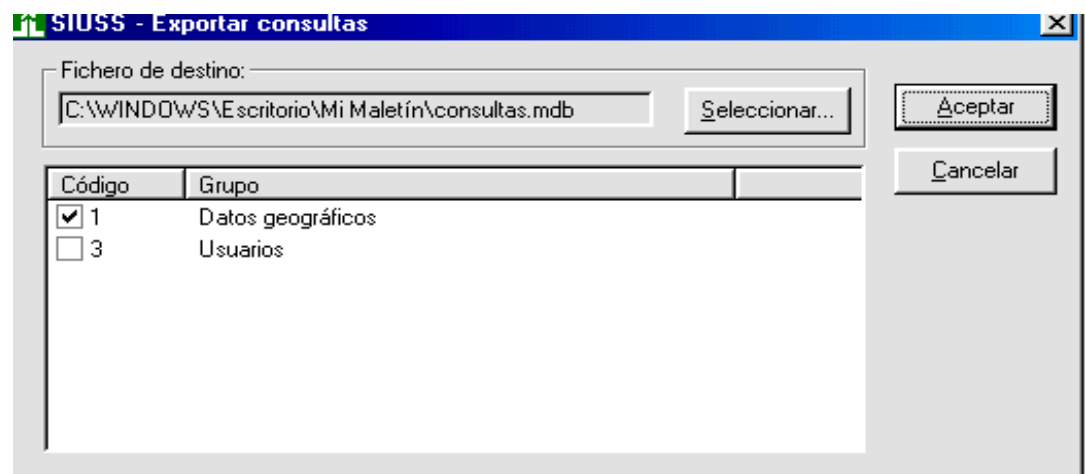 SIUSS - Exportar consultas
Fichero de destino:
C:\WINDOWS\Escritorio\Mi Maletín\consultas.mdb
Seleccionar...
Aceptar
Cancelar
Código Grupo
1 Datos geográficos
3 Usuarios